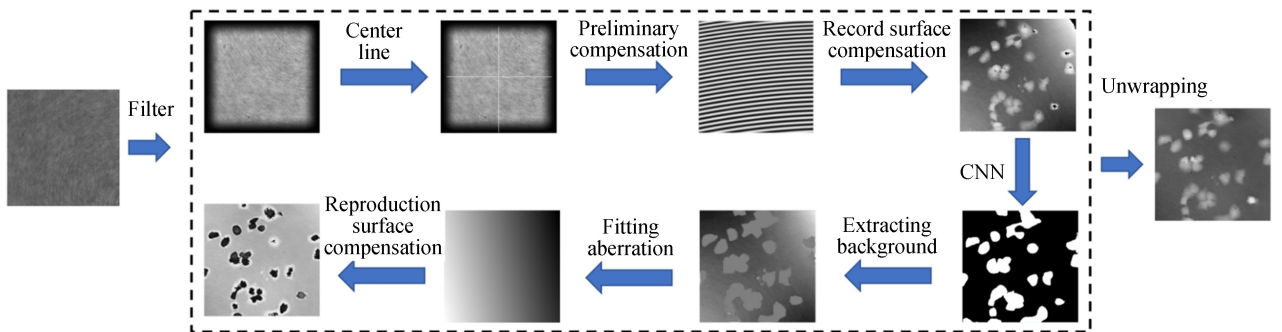 Filter
Center
line
Preliminary
compensation
Record surface
compensation
Unwrapping
CNN
Extracting
background
Fitting
aberration
Reproduction
surface
compensation